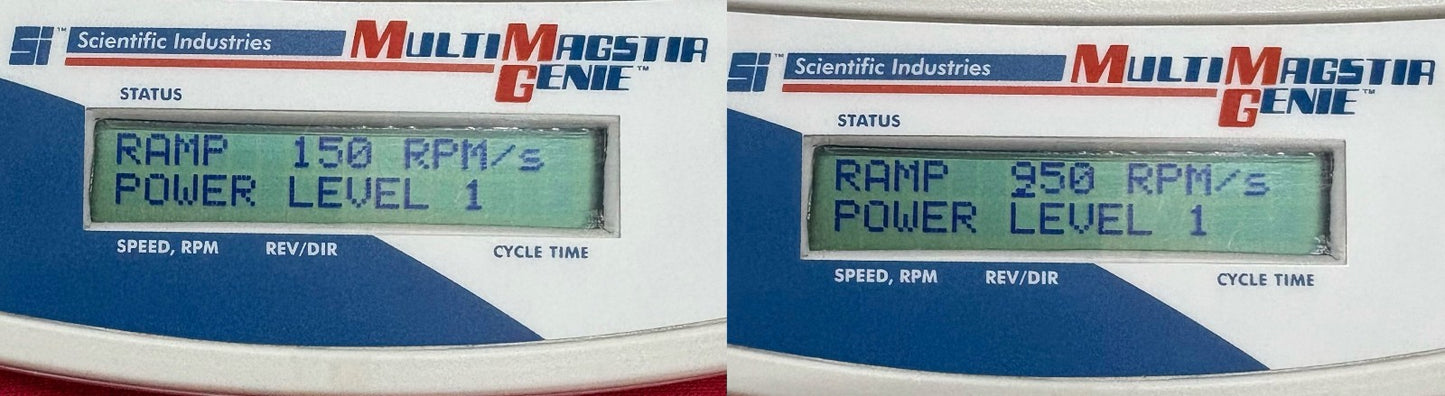 Si™ Scientific Industries MULTIMAGSTIR
GENIE™
STATUS
RAMP 150 RPM/s
POWER LEVEL 1
SPEED, RPM REV/DIR CYCLE TIME
Si™ Scientific Industries MULTIMAGSTIR
GENIE™
STATUS
RAMP 950 RPM/s
POWER LEVEL 1
SPEED, RPM REV/DIR CYCLE TIME